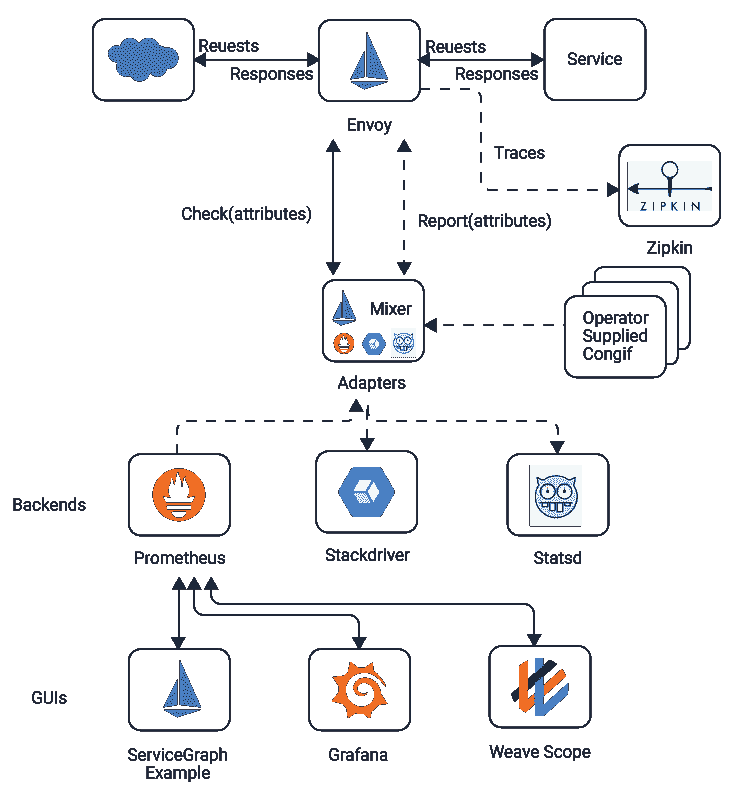 Reuests
Responses
Reuests
Responses
Service
Envoy
Traces
ZIPKIN
Zipkin
Check(attributes)
Report(attributes)
Mixer
Operator
Supplied
Congif
Adapters
Backends
Prometheus
Stackdriver
Statsd
GUIs
ServiceGraph
Example
Grafana
Weave Scope